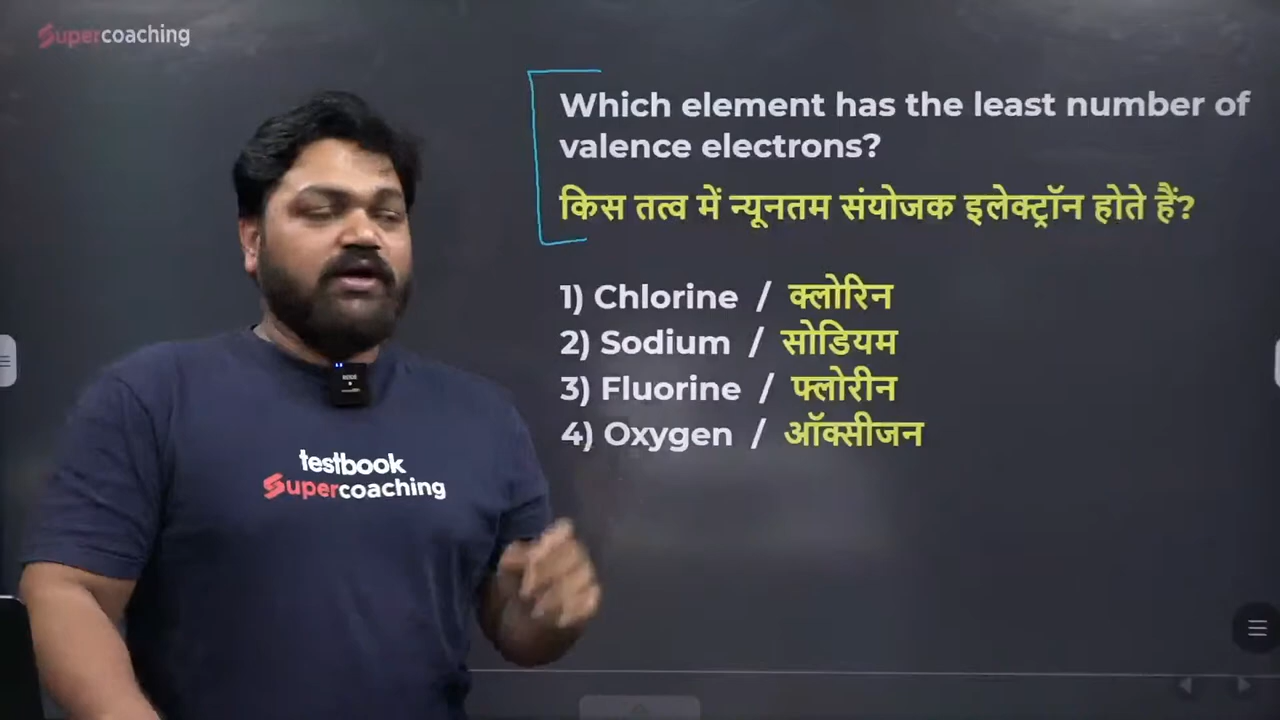 Supercoaching
Which element has the least number of
valence electrons?
किस तत्व में न्यूनतम संयोजक इलेक्ट्रॉन होते हैं?
1) Chlorine / क्लोरिन
2) Sodium / सोडियम
3) Fluorine / फ्लोरीन
4) Oxygen / ऑक्सीजन
testbook
Supercoaching